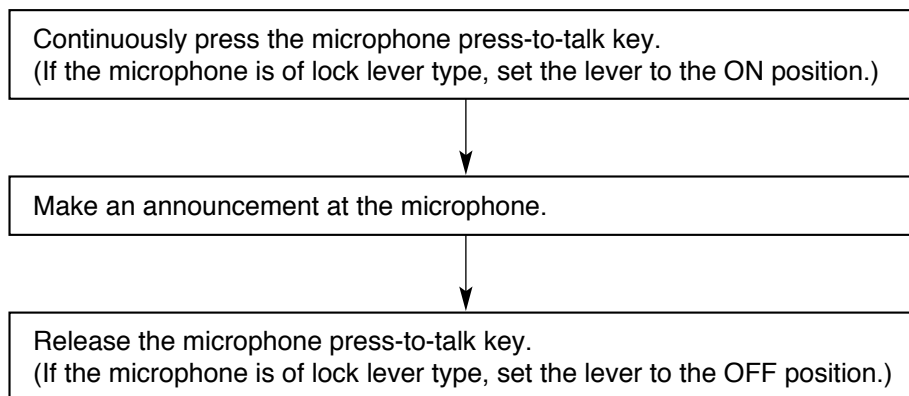 Continuously press the microphone press-to-talk key.
(If the microphone is of lock lever type, set the lever to the ON position.)
Make an announcement at the microphone.
Release the microphone press-to-talk key.
(If the microphone is of lock lever type, set the lever to the OFF position.)